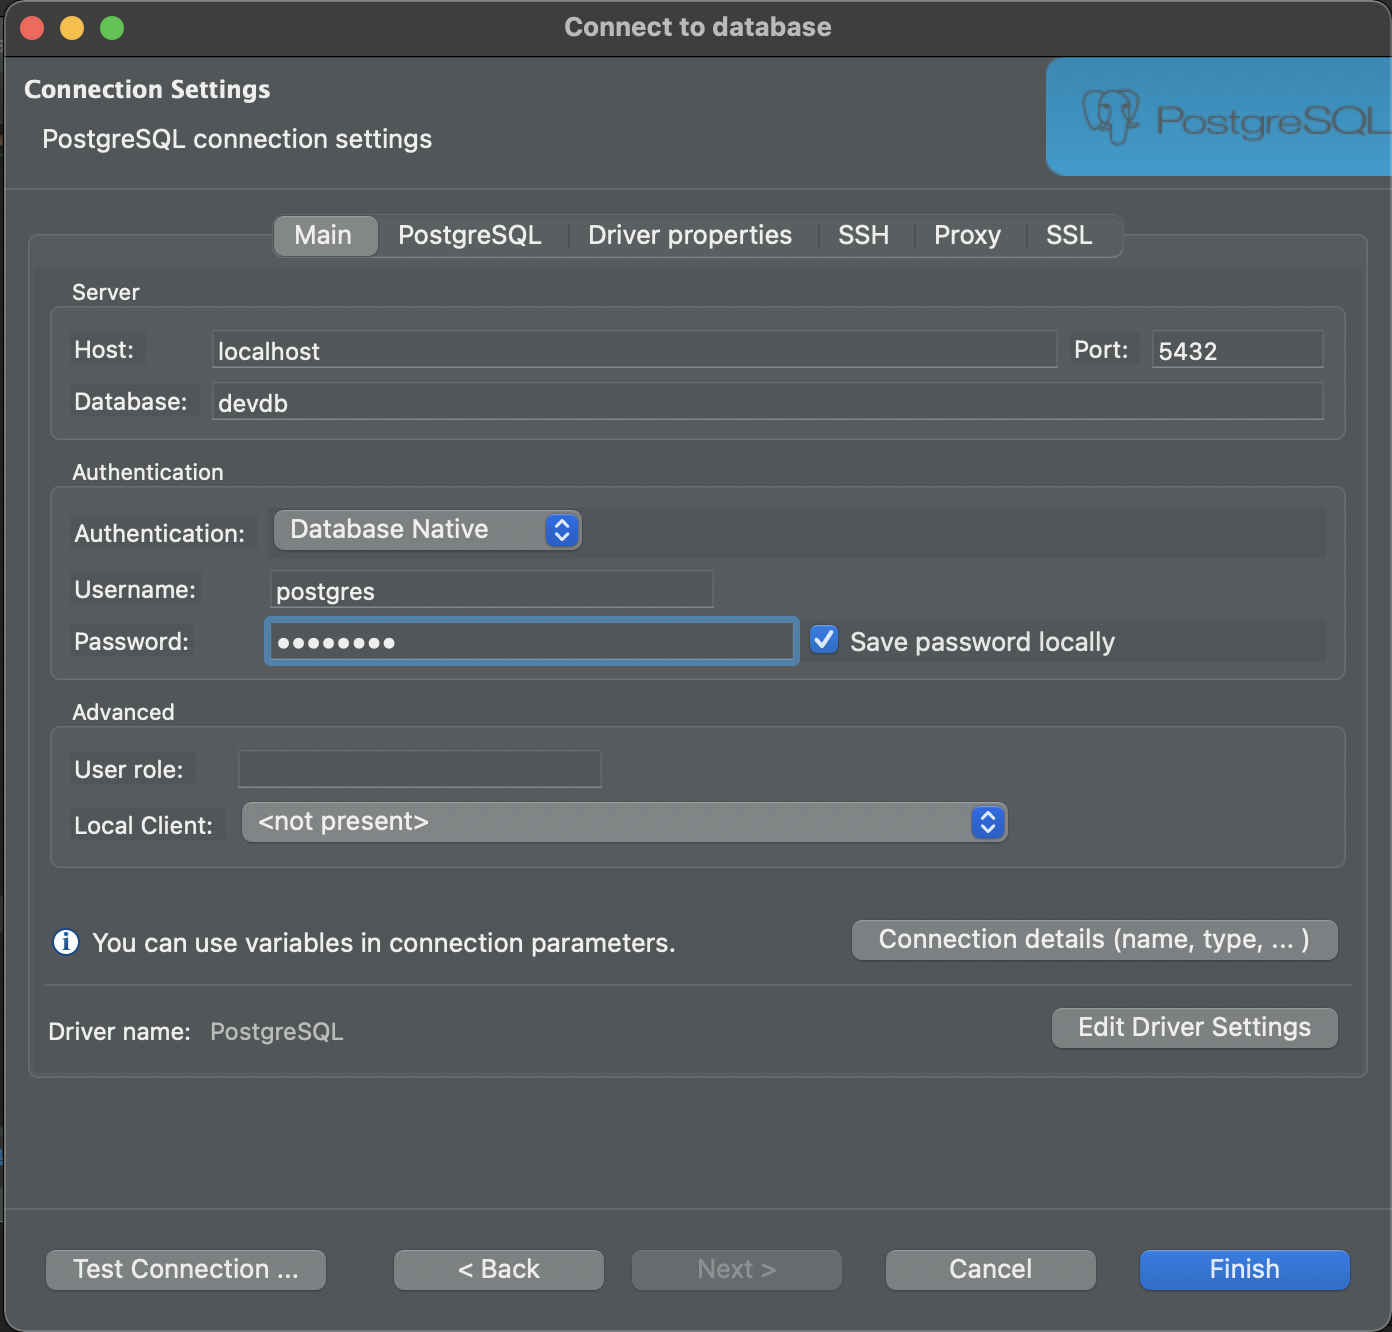 Connect to database
Connection Settings
PostgreSQL connection settings
PostgreSQL
Main PostgreSQL Driver properties SSH Proxy SSL
Server
Host: localhost Port: 5432
Database: devdb
Authentication
Authentication: Database Native
Username: postgres
Password: ●●●●●●●● Save password locally
Advanced
User role:
Local Client: <not present>
You can use variables in connection parameters. Connection details (name, type, ... )
Driver name: PostgreSQL Edit Driver Settings
Test Connection ... < Back Next > Cancel Finish